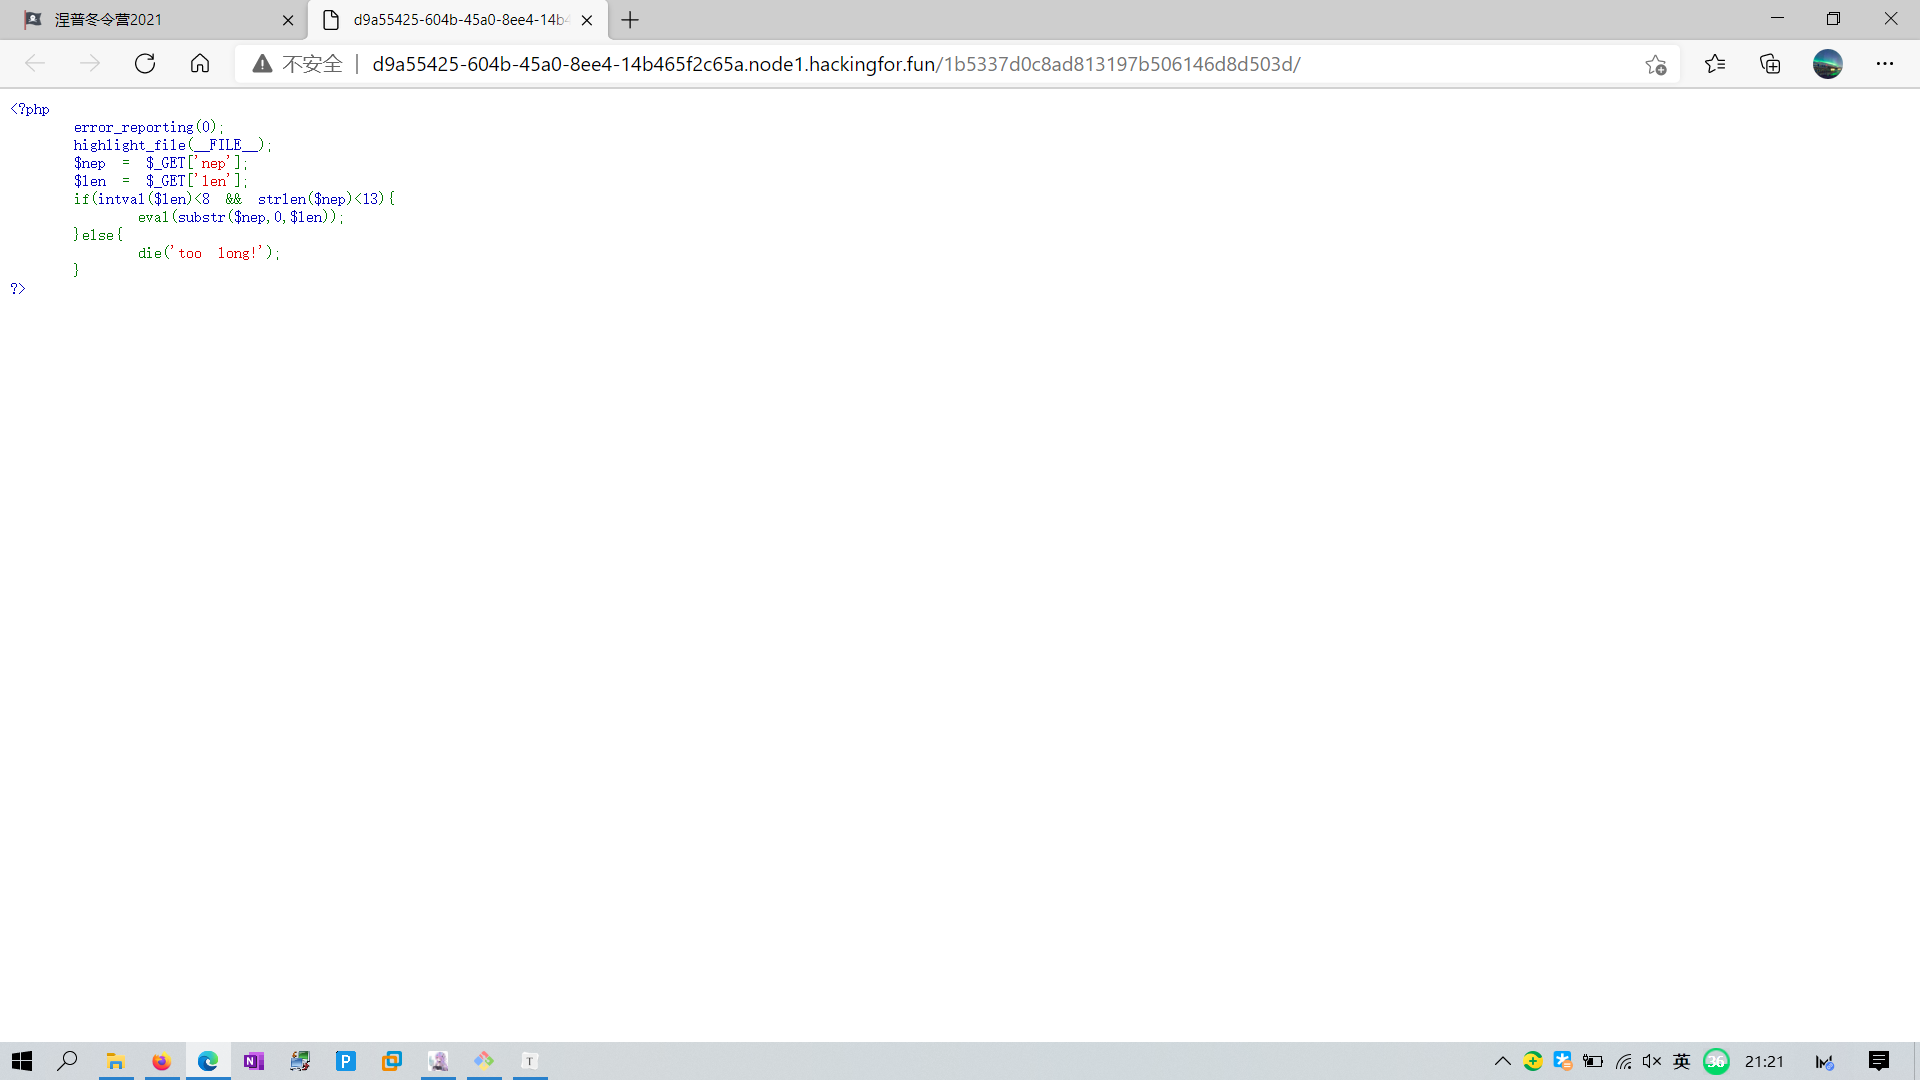 涅普冬令营2021
d9a55425-604b-45a0-8ee4-14b4
不安全 | d9a55425-604b-45a0-8ee4-14b465f2c65a.node1.hackingfor.fun/1b5337d0c8ad813197b506146d8d503d/
<?php
error_reporting(0);
highlight_file(__FILE__);
$nep = $_GET['nep'];
$len = $_GET['len'];
if(intval($len)<8 && strlen($nep)<13){
eval(substr($nep,0,$len));
}else{
die('too long!');
}
?>
N
P
T
英
36
21:21